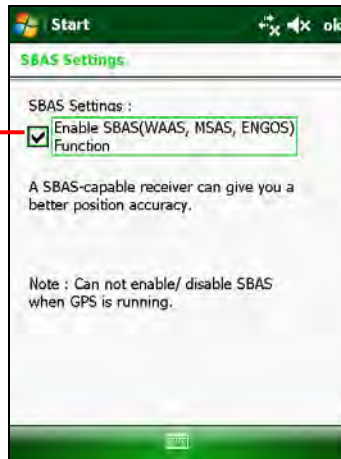 Start ok
SBAS Settings
SBAS Settings :
Enable SBAS(WAAS, MSAS, ENGOS)
Function
A SBAS-capable receiver can give you a
better position accuracy.
Note : Can not enable/ disable SBAS
when GPS is running.